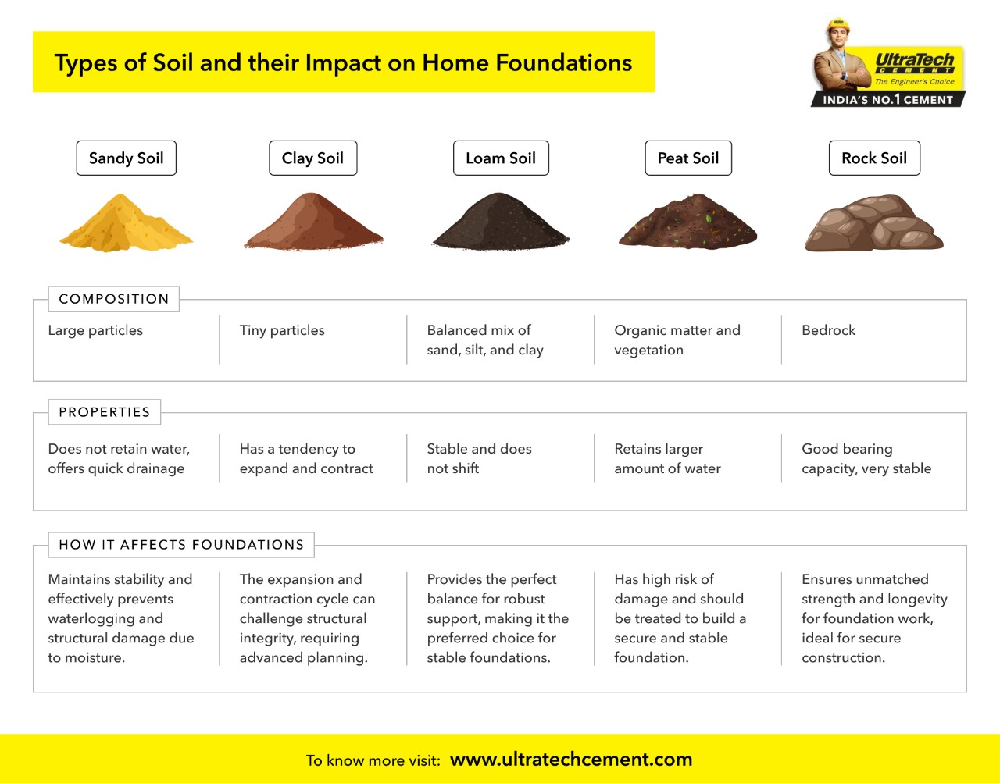 Types of Soil and their Impact on Home Foundations
UltraTech
CEMENT
The Engineer's Choice
INDIA'S NO.1 CEMENT
Sandy Soil
Clay Soil
Loam Soil
Peat Soil
Rock Soil
COMPOSITION
Large particles
Tiny particles
Balanced mix of
sand, silt, and clay
Organic matter and
vegetation
Bedrock
PROPERTIES
Does not retain water,
offers quick drainage
Has a tendency to
expand and contract
Stable and does
not shift
Retains larger
amount of water
Good bearing
capacity, very stable
HOW IT AFFECTS FOUNDATIONS
Maintains stability and
effectively prevents
waterlogging and
structural damage due
to moisture.
The expansion and
contraction cycle can
challenge structural
integrity, requiring
advanced planning.
Provides the perfect
balance for robust
support, making it the
preferred choice for
stable foundations.
Has high risk of
damage and should
be treated to build a
secure and stable
foundation.
Ensures unmatched
strength and longevity
for foundation work,
ideal for secure
construction.
To know more visit: www.ultratechcement.com